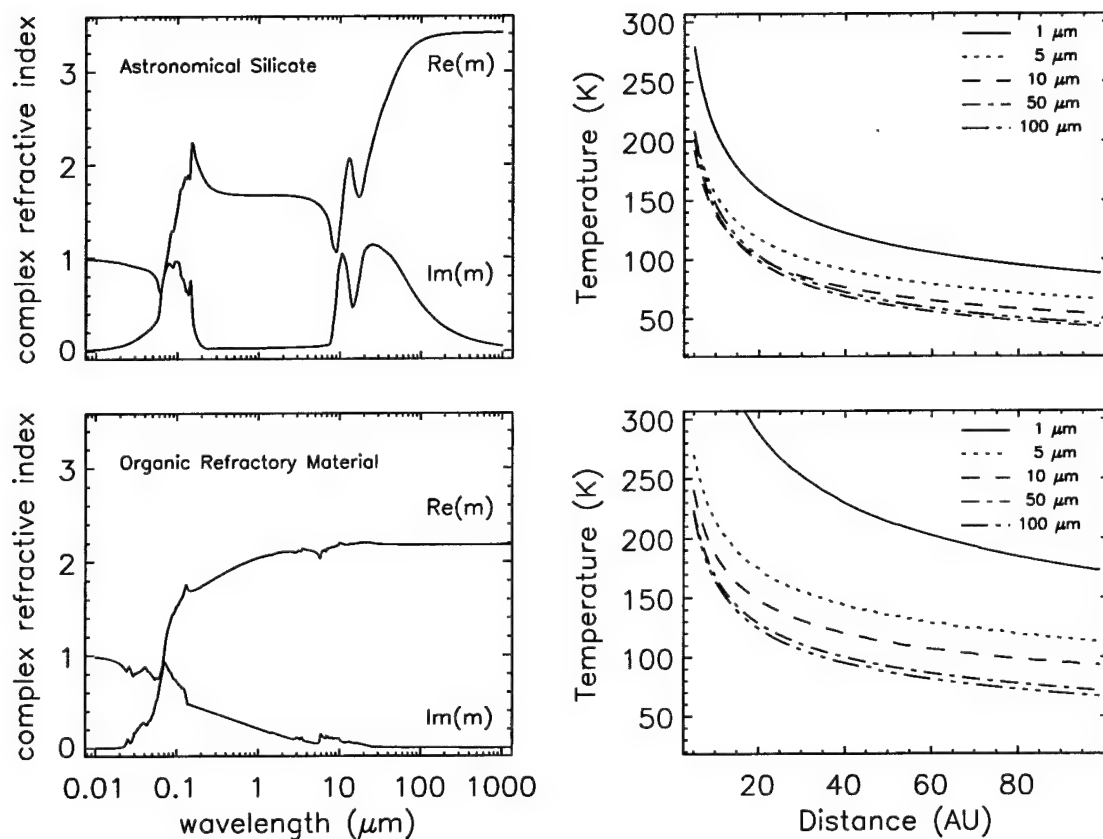 complex refractive index
3
2
1
0
Astronomical Silicate
Re(m)
Im(m)
Temperature (K)
300
250
200
150
100
50
1 μm
5 μm
10 μm
50 μm
100 μm
complex refractive index
3
2
1
0
Organic Refractory Material
Re(m)
Im(m)
0.01 0.1 1 10 100 1000
wavelength (μm)
Temperature (K)
300
250
200
150
100
50
1 μm
5 μm
10 μm
50 μm
100 μm
20 40 60 80
Distance (AU)